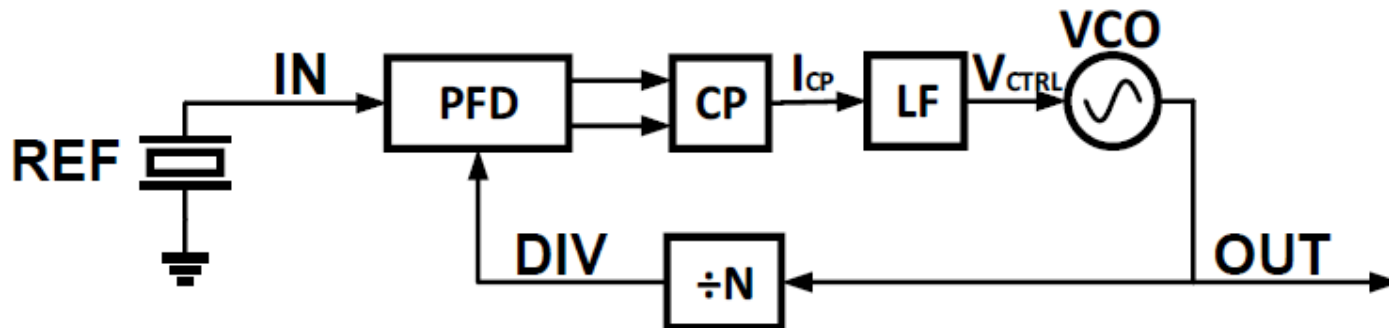 VCO
IN
PFD
CP
ICP
LF
VCTRL
REF
DIV
÷N
OUT